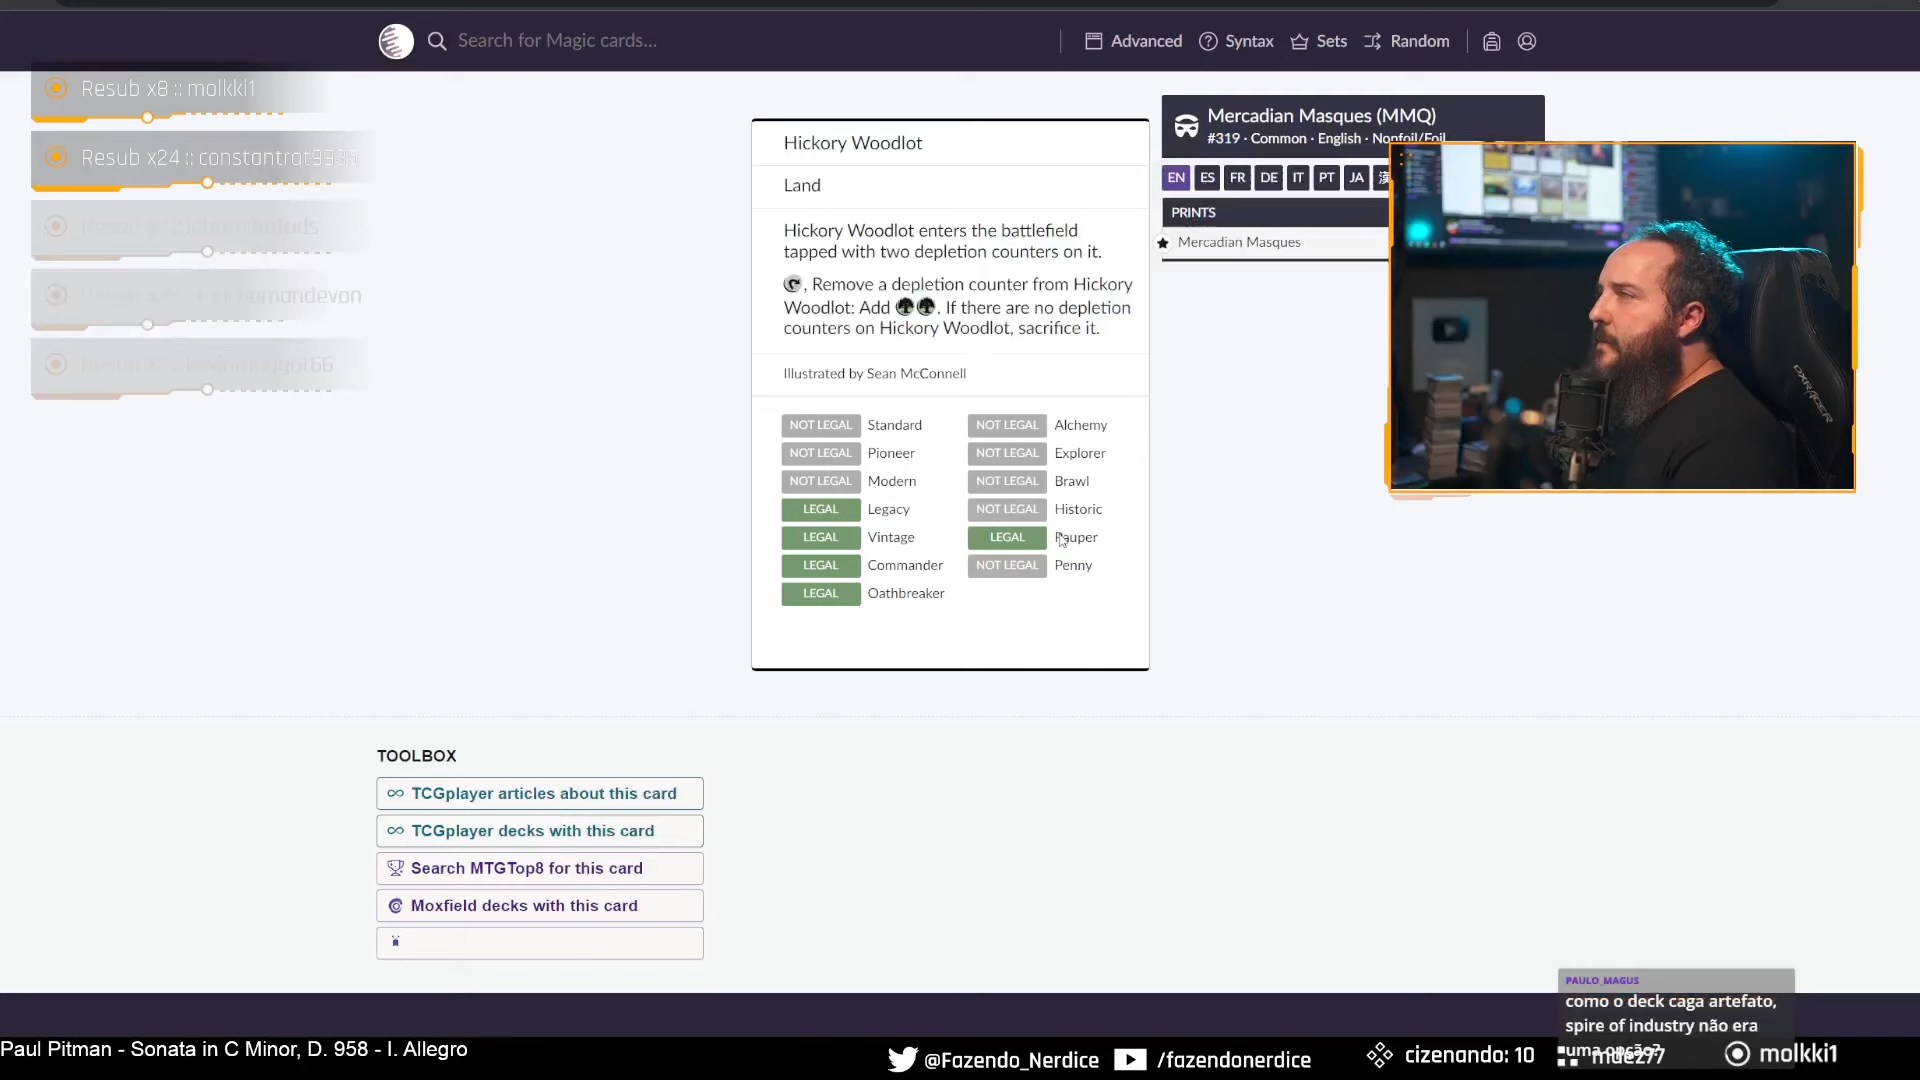 Search for Magic cards...
Advanced
Syntax
Sets
Random
Resub x8 :: molkki1
Resub x24 :: constantrat993
Hickory Woodlot
Land
Hickory Woodlot enters the battlefield
tapped with two depletion counters on it.
, Remove a depletion counter from Hickory
Woodlot: Add . If there are no depletion
counters on Hickory Woodlot, sacrifice it.
Illustrated by Sean McConnell
NOT LEGAL Standard NOT LEGAL Alchemy
NOT LEGAL Pioneer NOT LEGAL Explorer
NOT LEGAL Modern NOT LEGAL Brawl
LEGAL Legacy NOT LEGAL Historic
LEGAL Vintage LEGAL Pauper
LEGAL Commander NOT LEGAL Penny
LEGAL Oathbreaker
Mercadian Masques (MMQ)
#319 · Common · English · Nonfoil/Foil
EN ES FR DE IT PT JA 漢
PRINTS
Mercadian Masques
DXRACER
TOOLBOX
TCGplayer articles about this card
TCGplayer decks with this card
Search MTGTop8 for this card
Moxfield decks with this card
PAULO_MAGUS
como o deck caga artefato,
spire of industry não era
uma opção?
Paul Pitman - Sonata in C Minor, D. 958 - I. Allegro
@Fazendo_Nerdice
/fazendonerdice
cizenando: 10
molkki1